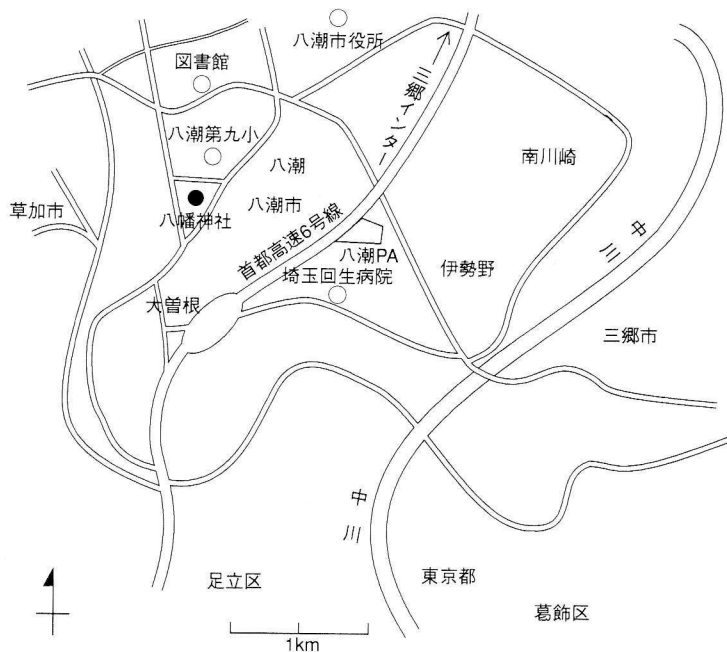 八潮市役所
図書館
三郷インター
八潮第九小
八潮
南川崎
八潮市
草加市
八幡神社
首都高速6号線
中川
八潮PA
伊勢野
埼玉回生病院
大曽根
三郷市
中川
足立区
東京都
葛飾区
1km